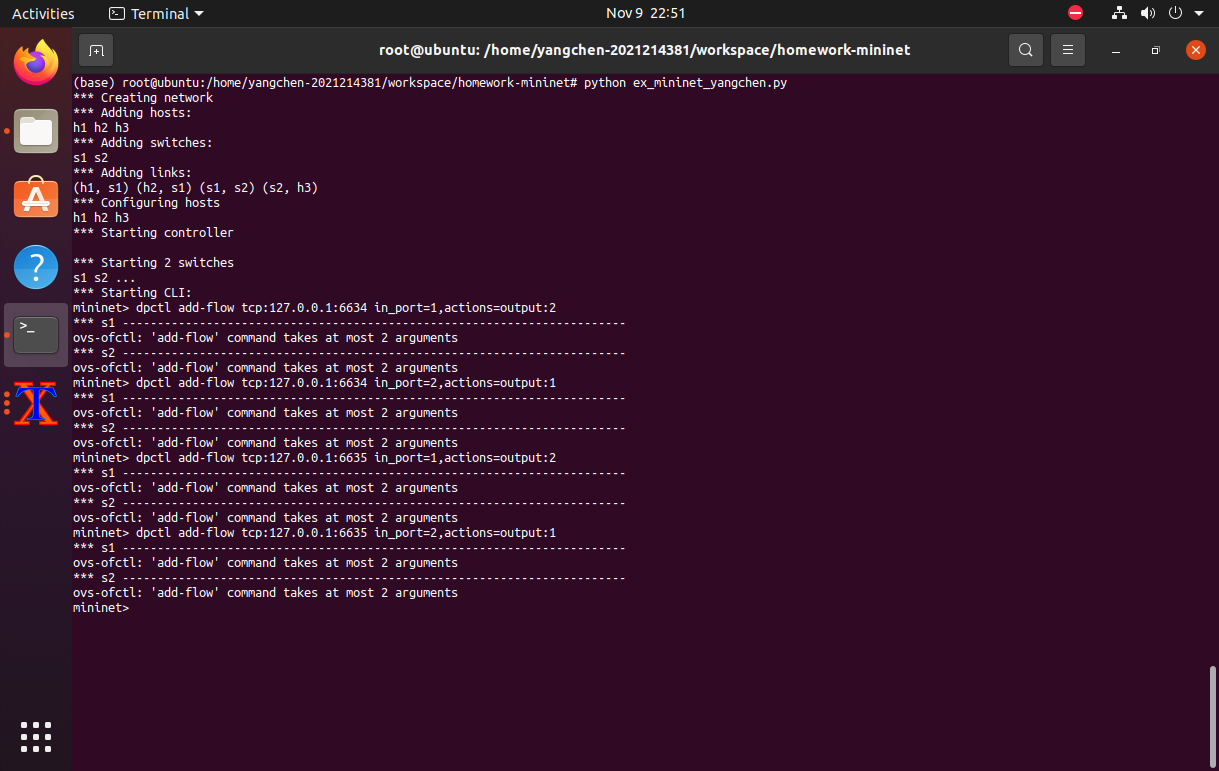 Activities Terminal Nov 9 22:51
root@ubuntu: /home/yangchen-2021214381/workspace/homework-mininet
(base) root@ubuntu:/home/yangchen-2021214381/workspace/homework-mininet# python ex_mininet_yangchen.py
*** Creating network
*** Adding hosts:
h1 h2 h3
*** Adding switches:
s1 s2
*** Adding links:
(h1, s1) (h2, s1) (s1, s2) (s2, h3)
*** Configuring hosts
h1 h2 h3
*** Starting controller
*** Starting 2 switches
s1 s2 ...
*** Starting CLI:
mininet> dpctl add-flow tcp:127.0.0.1:6634 in_port=1,actions=output:2
*** s1 ------------------------------------------------------------------------
ovs-ofctl: 'add-flow' command takes at most 2 arguments
*** s2 ------------------------------------------------------------------------
ovs-ofctl: 'add-flow' command takes at most 2 arguments
mininet> dpctl add-flow tcp:127.0.0.1:6634 in_port=2,actions=output:1
*** s1 ------------------------------------------------------------------------
ovs-ofctl: 'add-flow' command takes at most 2 arguments
*** s2 ------------------------------------------------------------------------
ovs-ofctl: 'add-flow' command takes at most 2 arguments
mininet> dpctl add-flow tcp:127.0.0.1:6635 in_port=1,actions=output:2
*** s1 ------------------------------------------------------------------------
ovs-ofctl: 'add-flow' command takes at most 2 arguments
*** s2 ------------------------------------------------------------------------
ovs-ofctl: 'add-flow' command takes at most 2 arguments
mininet> dpctl add-flow tcp:127.0.0.1:6635 in_port=2,actions=output:1
*** s1 ------------------------------------------------------------------------
ovs-ofctl: 'add-flow' command takes at most 2 arguments
*** s2 ------------------------------------------------------------------------
ovs-ofctl: 'add-flow' command takes at most 2 arguments
mininet>